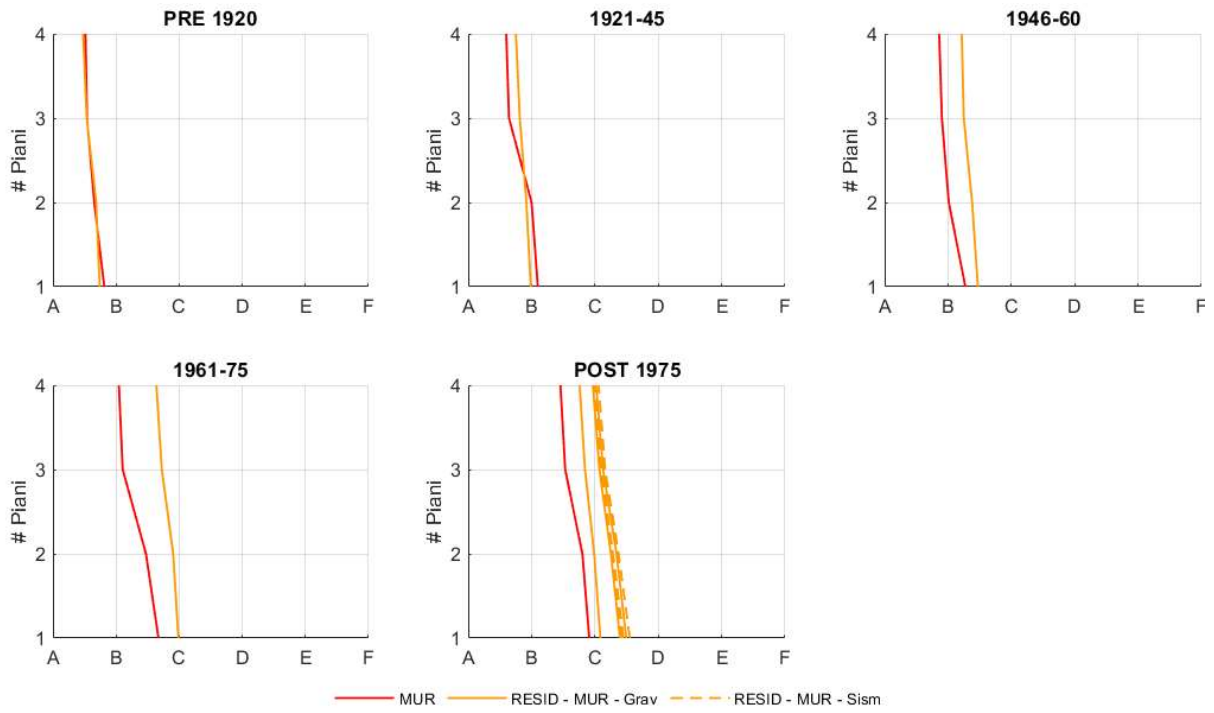 PRE 1920
1921-45
1946-60
4
3
2
1
# Piani
A B C D E F
4
3
2
1
# Piani
A B C D E F
4
3
2
1
# Piani
A B C D E F
1961-75
POST 1975
4
3
2
1
# Piani
A B C D E F
4
3
2
1
# Piani
A B C D E F
MUR RESID - MUR - Grav RESID - MUR - Sism